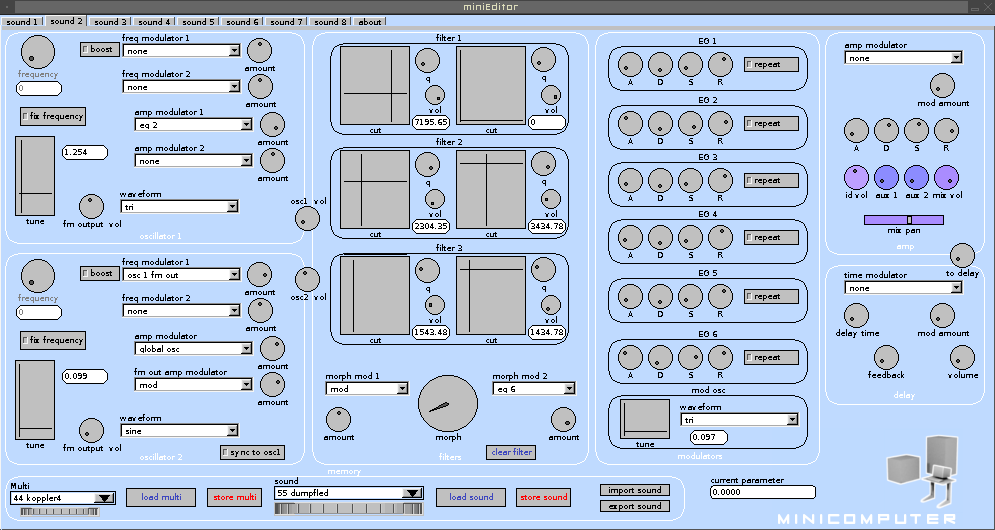 miniEditor
sound 1 sound 2 sound 3 sound 4 sound 5 sound 6 sound 7 sound 8 about
frequency
0
boost
freq modulator 1
none
amount
freq modulator 2
none
amount
fix frequency
amp modulator 1
eg 2
amount
1.254
amp modulator 2
none
amount
tune
fm output vol
waveform
tri
oscillator 1
osc1 vol
frequency
0
boost
freq modulator 1
osc 1 fm out
amount
osc2 vol
freq modulator 2
none
amount
fix frequency
amp modulator
global osc
amount
0.099
fm out amp modulator
mod
amount
tune
fm output vol
waveform
sine
oscillator 2
sync to osc1
filter 1
cut
q
vol
7195.65
cut
q
vol
0
filter 2
cut
q
vol
2304.35
cut
q
vol
3434.78
filter 3
cut
q
vol
1543.48
cut
q
vol
1434.78
morph mod 1
mod
amount
morph
morph mod 2
eg 6
amount
filters
clear filter
EG 1
A D S R
repeat
EG 2
A D S R
repeat
EG 3
A D S R
repeat
EG 4
A D S R
repeat
EG 5
A D S R
repeat
EG 6
A D S R
repeat
mod osc
tune
waveform
tri
0.097
modulators
amp modulator
none
mod amount
A D S R
id vol aux 1 aux 2 mix vol
mix pan
amp
to delay
time modulator
none
delay time
mod amount
feedback
volume
delay
memory
Multi
44 koppler4
load multi
store multi
sound
55 dumpfled
load sound
store sound
import sound
export sound
current parameter
0.0000
MINICOMPUTER